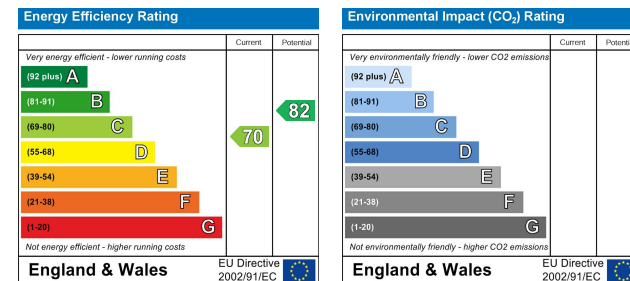 Energy Efficiency Rating
Current Potential
Very energy efficient - lower running costs
(92 plus) A
(81-91) B
(69-80) C
(55-68) D
(39-54) E
(21-38) F
(1-20) G
82
70
Not energy efficient - higher running costs
England & Wales
EU Directive
2002/91/EC
Environmental Impact (CO2) Rating
Current Potential
Very environmentally friendly - lower CO2 emissions
(92 plus) A
(81-91) B
(69-80) C
(55-68) D
(39-54) E
(21-38) F
(1-20) G
Not environmentally friendly - higher CO2 emissions
England & Wales
EU Directive
2002/91/EC